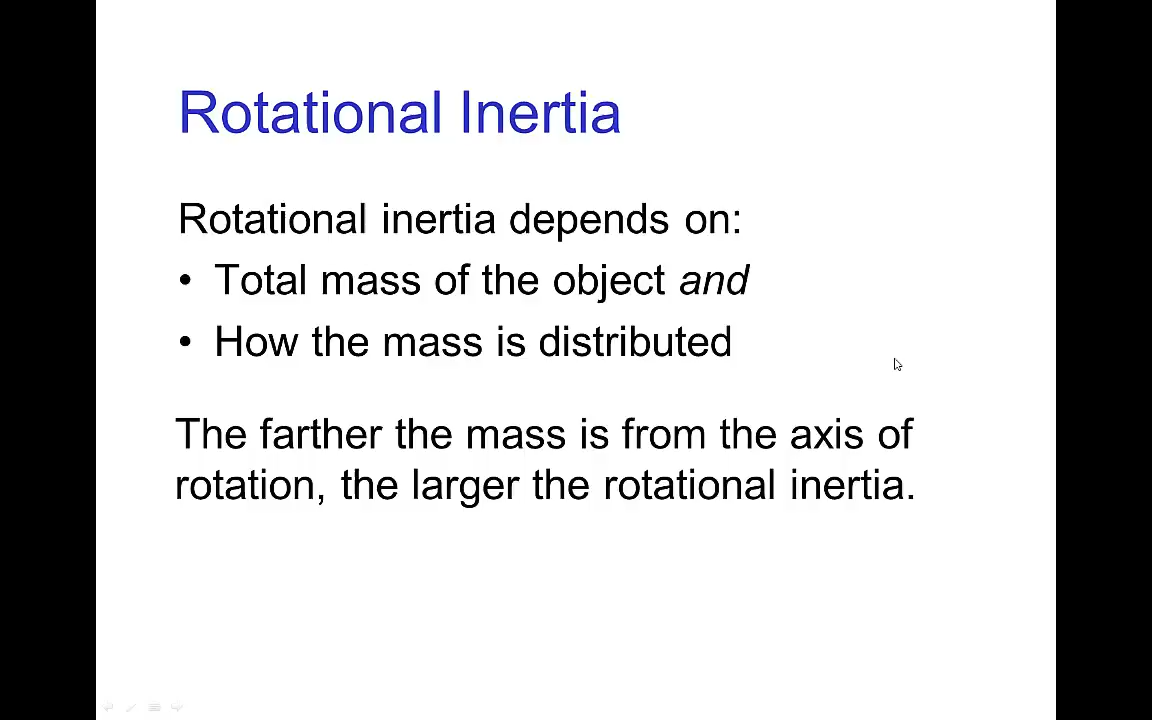 Rotational Inertia
Rotational inertia depends on:
• Total mass of the object and
• How the mass is distributed
The farther the mass is from the axis of
rotation, the larger the rotational inertia.